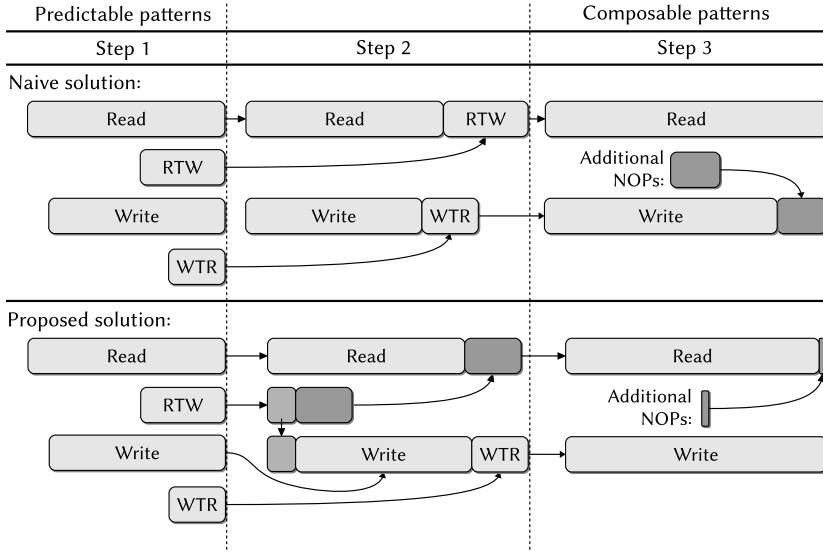 Predictable patterns
Composable patterns
Step 1
Step 2
Step 3
Naive solution:
Read
Read
RTW
Read
RTW
Additional
NOPs:
Write
Write
WTR
Write
WTR
Proposed solution:
Read
Read
Read
RTW
Additional
NOPs:
Write
Write
WTR
Write
WTR